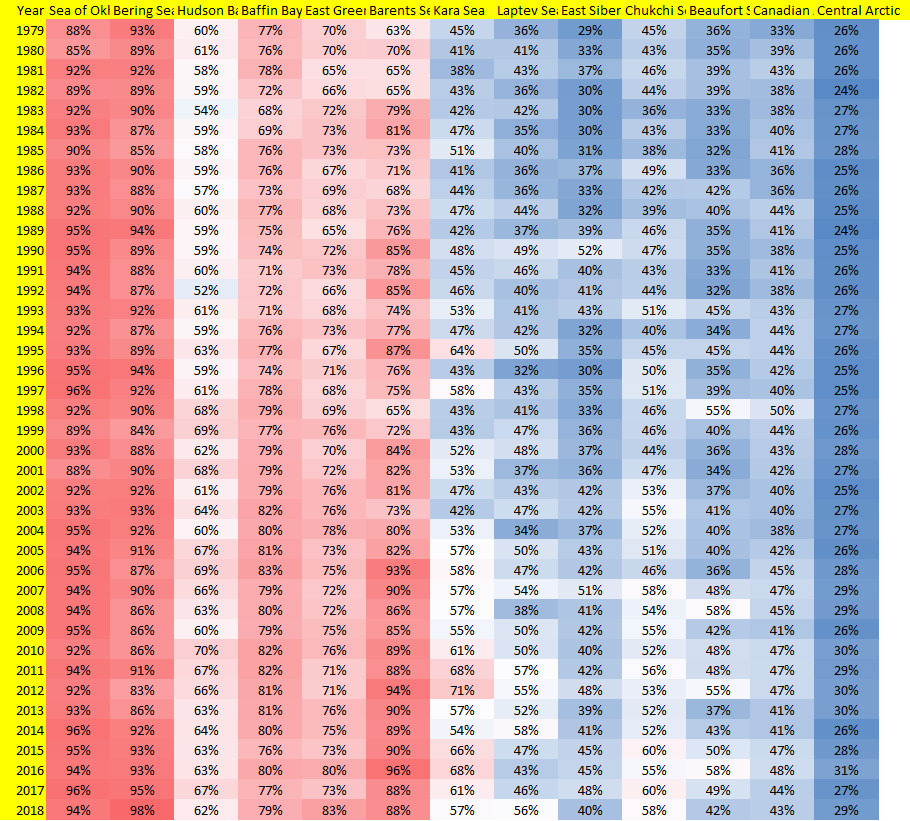 Year Sea of Okl Bering Sea Hudson Ba Baffin Bay East Green Barents Se Kara Sea Laptev Sea East Siber Chukchi Se Beaufort S Canadian Central Arctic
1979 88% 93% 60% 77% 70% 63% 45% 36% 29% 45% 36% 33% 26%
1980 85% 89% 61% 76% 70% 70% 41% 41% 33% 43% 35% 39% 26%
1981 92% 92% 58% 78% 65% 65% 38% 43% 37% 46% 39% 43% 26%
1982 89% 89% 59% 72% 66% 65% 43% 36% 30% 44% 39% 38% 24%
1983 92% 90% 54% 68% 72% 79% 42% 42% 30% 36% 33% 38% 27%
1984 93% 87% 59% 69% 73% 81% 47% 35% 30% 43% 33% 40% 27%
1985 90% 85% 58% 76% 73% 73% 51% 40% 31% 38% 32% 41% 28%
1986 93% 90% 59% 76% 67% 71% 41% 36% 37% 49% 33% 36% 25%
1987 93% 88% 57% 73% 69% 68% 44% 36% 33% 42% 42% 36% 26%
1988 92% 90% 60% 77% 68% 73% 47% 44% 32% 39% 40% 44% 25%
1989 95% 94% 59% 75% 65% 76% 42% 37% 39% 46% 35% 41% 24%
1990 95% 89% 59% 74% 72% 85% 48% 49% 52% 47% 35% 38% 25%
1991 94% 88% 60% 71% 73% 78% 45% 46% 40% 43% 33% 41% 26%
1992 94% 87% 52% 72% 66% 85% 46% 40% 41% 44% 32% 38% 26%
1993 93% 92% 61% 71% 68% 74% 53% 41% 43% 51% 45% 43% 27%
1994 92% 87% 59% 76% 73% 77% 47% 42% 32% 40% 34% 44% 27%
1995 93% 89% 63% 77% 67% 87% 64% 50% 35% 45% 45% 44% 26%
1996 95% 94% 59% 74% 71% 76% 43% 32% 30% 50% 35% 42% 25%
1997 96% 92% 61% 78% 68% 75% 58% 43% 35% 51% 39% 40% 25%
1998 92% 90% 68% 79% 69% 65% 43% 41% 33% 46% 55% 50% 27%
1999 89% 84% 69% 77% 76% 72% 43% 47% 36% 46% 40% 44% 26%
2000 93% 88% 62% 79% 70% 84% 52% 48% 37% 44% 36% 43% 28%
2001 88% 90% 68% 79% 72% 82% 53% 37% 36% 47% 34% 42% 27%
2002 92% 92% 61% 79% 76% 81% 47% 43% 42% 53% 37% 40% 25%
2003 93% 93% 64% 82% 76% 73% 42% 47% 42% 55% 41% 40% 27%
2004 95% 92% 60% 80% 78% 80% 53% 34% 37% 52% 40% 38% 27%
2005 94% 91% 67% 81% 73% 82% 57% 50% 43% 51% 40% 42% 26%
2006 95% 87% 69% 83% 75% 93% 58% 47% 42% 46% 36% 45% 28%
2007 94% 90% 66% 80% 72% 90% 57% 54% 51% 58% 48% 47% 29%
2008 94% 86% 63% 80% 72% 86% 57% 38% 41% 54% 58% 45% 29%
2009 95% 86% 60% 79% 75% 85% 55% 50% 42% 55% 42% 41% 26%
2010 92% 86% 70% 82% 76% 89% 61% 50% 40% 52% 48% 47% 30%
2011 94% 91% 67% 82% 71% 88% 68% 57% 42% 56% 48% 47% 29%
2012 92% 83% 66% 81% 71% 94% 71% 55% 48% 53% 55% 47% 30%
2013 93% 86% 63% 81% 76% 90% 57% 52% 39% 52% 37% 41% 30%
2014 96% 92% 64% 80% 75% 89% 54% 58% 41% 52% 43% 41% 26%
2015 95% 93% 63% 76% 73% 90% 66% 47% 45% 60% 50% 47% 28%
2016 94% 93% 63% 80% 80% 96% 68% 43% 45% 55% 58% 48% 31%
2017 96% 95% 67% 77% 73% 88% 61% 46% 48% 60% 49% 44% 27%
2018 94% 98% 62% 79% 83% 88% 57% 56% 40% 58% 42% 43% 29%